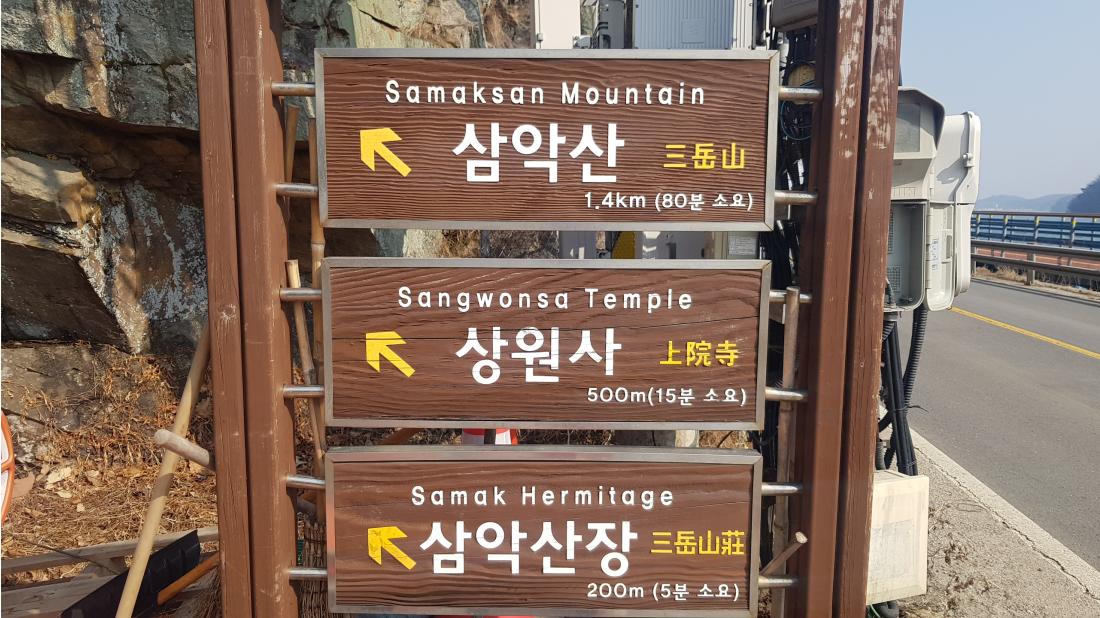 Samaksan Mountain
삼악산 三岳山
1.4km (80분 소요)
Sangwonsa Temple
상원사 上院寺
500m(15분 소요)
Samak Hermitage
삼악산장 三岳山莊
200m (5분 소요)